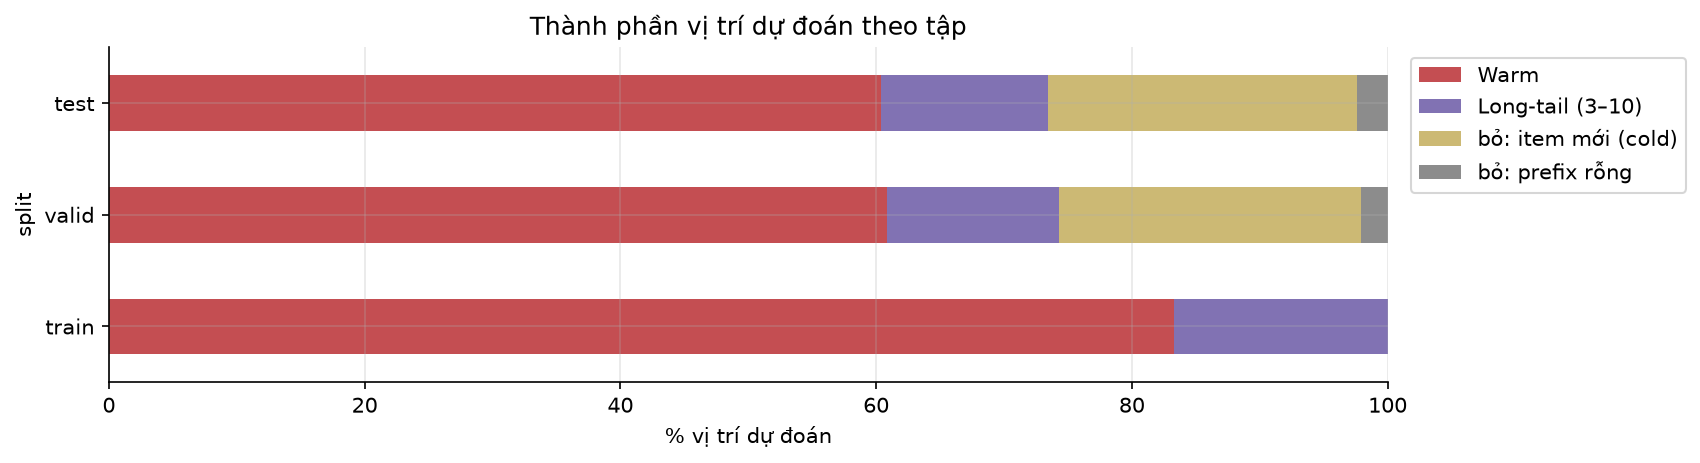 Thành phần vị trí dự đoán theo tập
split
test
valid
train
0 20 40 60 80 100
% vị trí dự đoán
Warm
Long-tail (3–10)
bỏ: item mới (cold)
bỏ: prefix rỗng